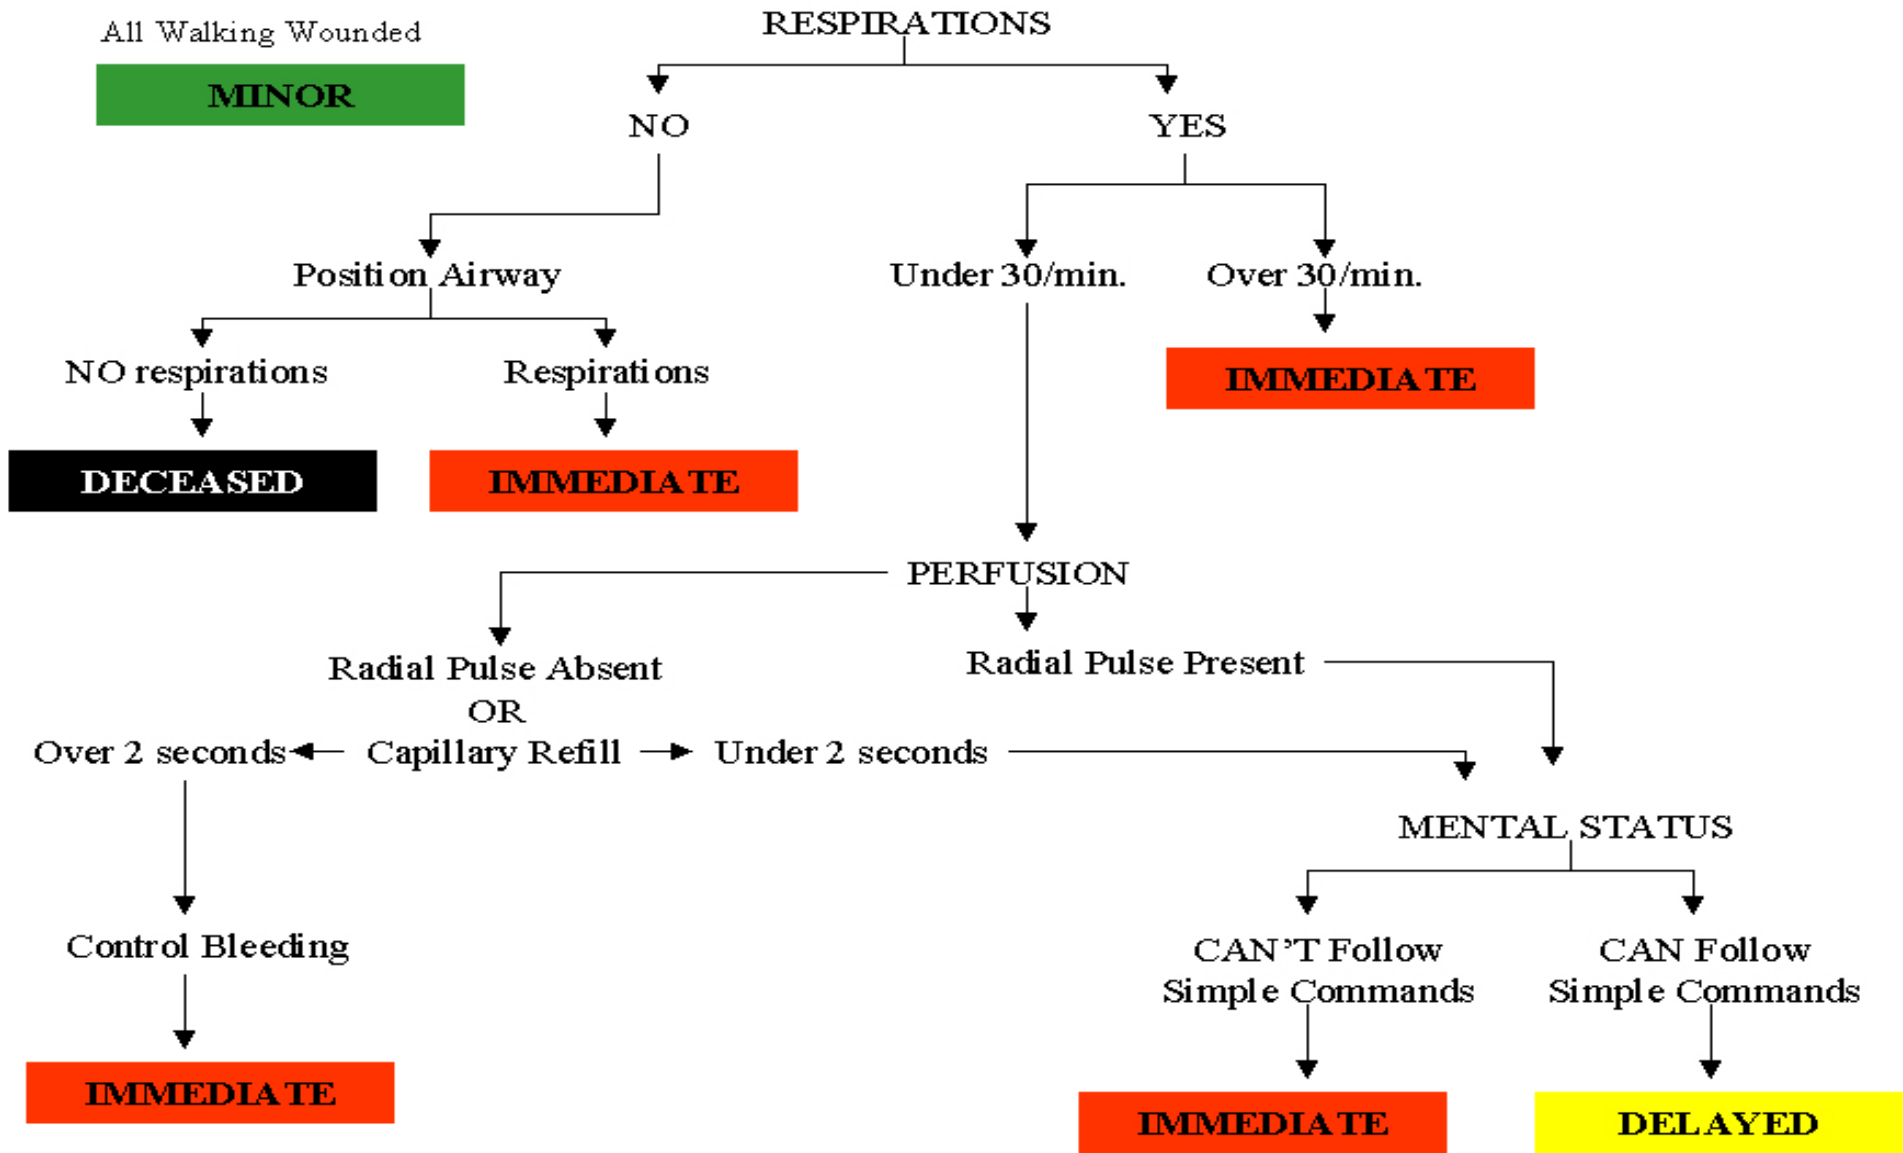 All Walking Wounded
MINOR
RESPIRATIONS
NO
YES
Position Airway
Under 30/min.
Over 30/min.
NO respirations
Respirations
IMMEDIATE
DECEASED
IMMEDIATE
PERFUSION
Radial Pulse Absent
Radial Pulse Present
OR
Over 2 seconds
Capillary Refill
Under 2 seconds
MENTAL STATUS
Control Bleeding
CAN'T Follow
Simple Commands
CAN Follow
Simple Commands
IMMEDIATE
IMMEDIATE
DELAYED